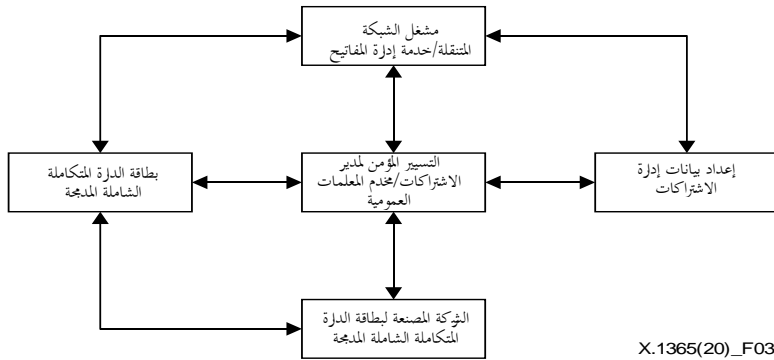 مشغل الشبكة
المتنقلة/خدمة إدارة المفاتيح
بطاقة الدارة المتكاملة
الشاملة المدمجة
التسيير المؤمن لمدير
الاشتراكات/مخدم المعلمات
العمومية
إعداد بيانات إدارة
الاشتراكات
الشركة المصنعة لبطاقة الدارة
المتكاملة الشاملة المدمجة
X.1365(20)_F03